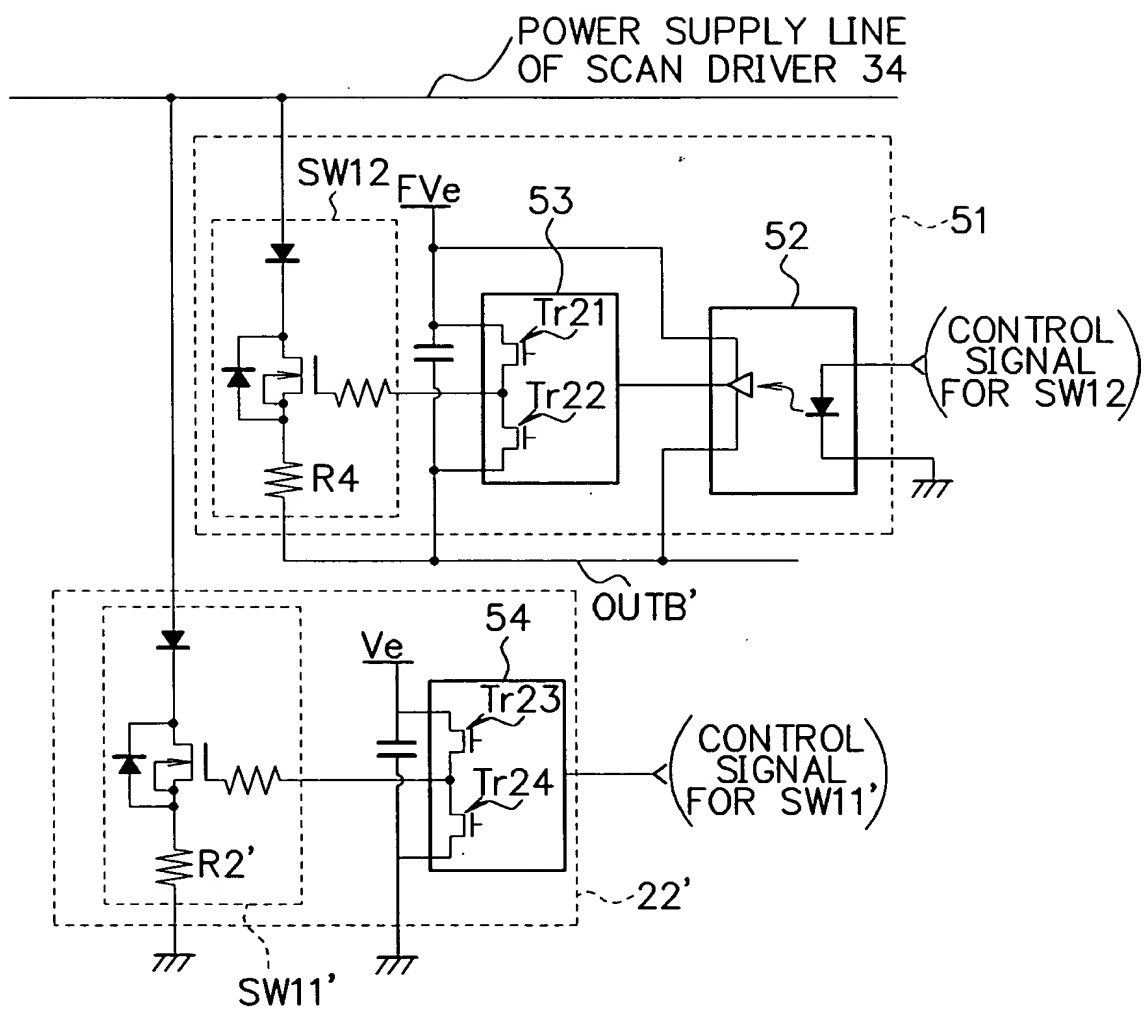 POWER SUPPLY LINE
OF SCAN DRIVER 34
SW12
FVe
53
52
51
Tr21
Tr22
(CONTROL
SIGNAL
FOR SW12)
R4
OUTB'
54
Ve
Tr23
Tr24
(CONTROL
SIGNAL
FOR SW11')
R2'
22'
SW11'